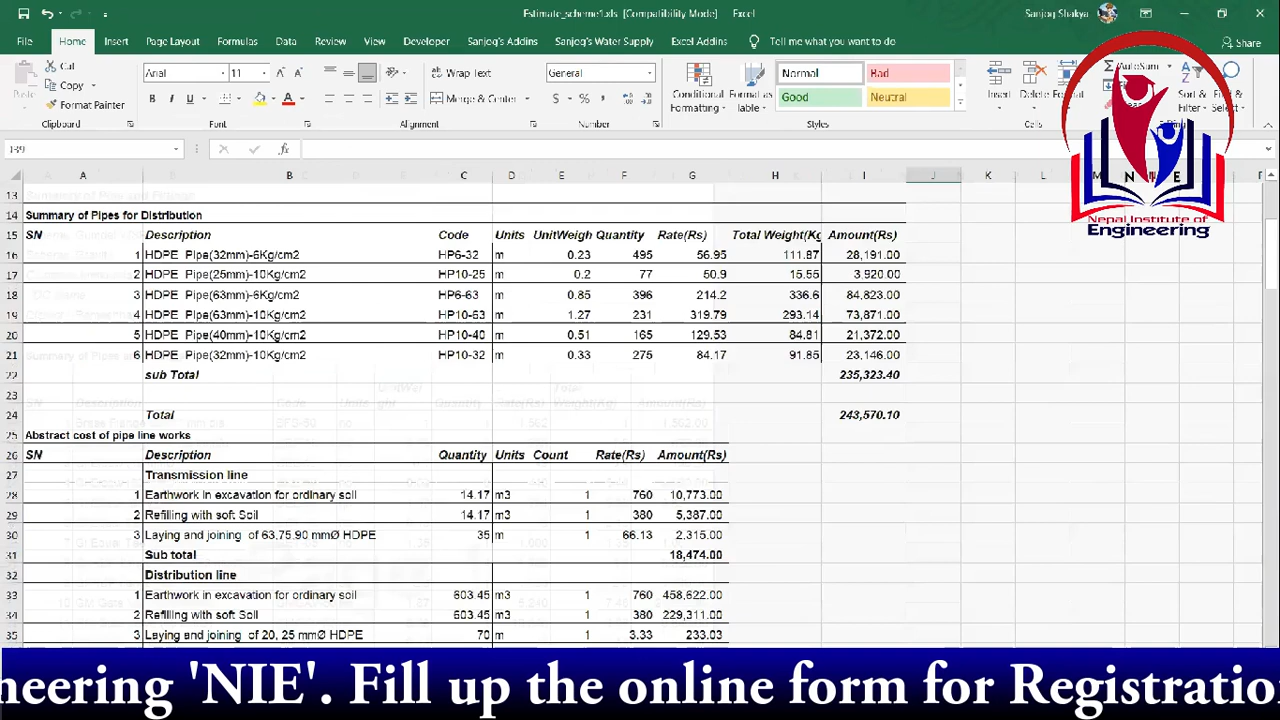 Estimate_scheme1.xls [Compatibility Mode] - Excel
Sanjog Shakya
File Home Insert Page Layout Formulas Data Review View Developer Sanjog's Addins Sanjog's Water Supply Excel Addins Tell me what you want to do Share
Paste Cut Copy Format Painter
Clipboard
Arial 11
B I U
Font
Wrap Text
Merge & Center
Alignment
General
$ % ,
Number
Conditional Formatting Format as Table
Normal Bad
Good Neutral
Styles
Insert Delete Format
Cells
AutoSum
Sort & Filter
Select
N I E
Nepal Institute of
Engineering
A B C D E F G H I J K L M
13
14 Summary of Pipes for Distribution
15 SN Description Code Units UnitWeigh Quantity Rate(Rs) Total Weight(Kg Amount(Rs)
16 1 HDPE Pipe(32mm)-6Kg/cm2 HP6-32 m 0.23 495 56.95 111.87 28,191.00
17 2 HDPE Pipe(25mm)-10Kg/cm2 HP10-25 m 0.2 77 50.9 15.55 3,920.00
18 3 HDPE Pipe(63mm)-6Kg/cm2 HP6-63 m 0.85 396 214.2 336.6 84,823.00
19 4 HDPE Pipe(63mm)-10Kg/cm2 HP10-63 m 1.27 231 319.79 293.14 73,871.00
20 5 HDPE Pipe(40mm)-10Kg/cm2 HP10-40 m 0.51 165 129.53 84.81 21,372.00
21 6 HDPE Pipe(32mm)-10Kg/cm2 HP10-32 m 0.33 275 84.17 91.85 23,146.00
22 sub Total 235,323.40
23
24 Total 243,570.10
25 Abstract cost of pipe line works
26 SN Description Quantity Units Count Rate(Rs) Amount(Rs)
27 Transmission line
28 1 Earthwork in excavation for ordinary soil 14.17 m3 1 760 10,773.00
29 2 Refilling with soft Soil 14.17 m3 1 380 5,387.00
30 3 Laying and joining of 63,75,90 mmØ HDPE 35 m 1 66.13 2,315.00
31 Sub total 18,474.00
32 Distribution line
33 1 Earthwork in excavation for ordinary soil 603.45 m3 1 760 458,622.00
34 2 Refilling with soft Soil 603.45 m3 1 380 229,311.00
35 3 Laying and joining of 20, 25 mmØ HDPE 70 m 1 3.33 233.03
neering 'NIE'. Fill up the online form for Registratio